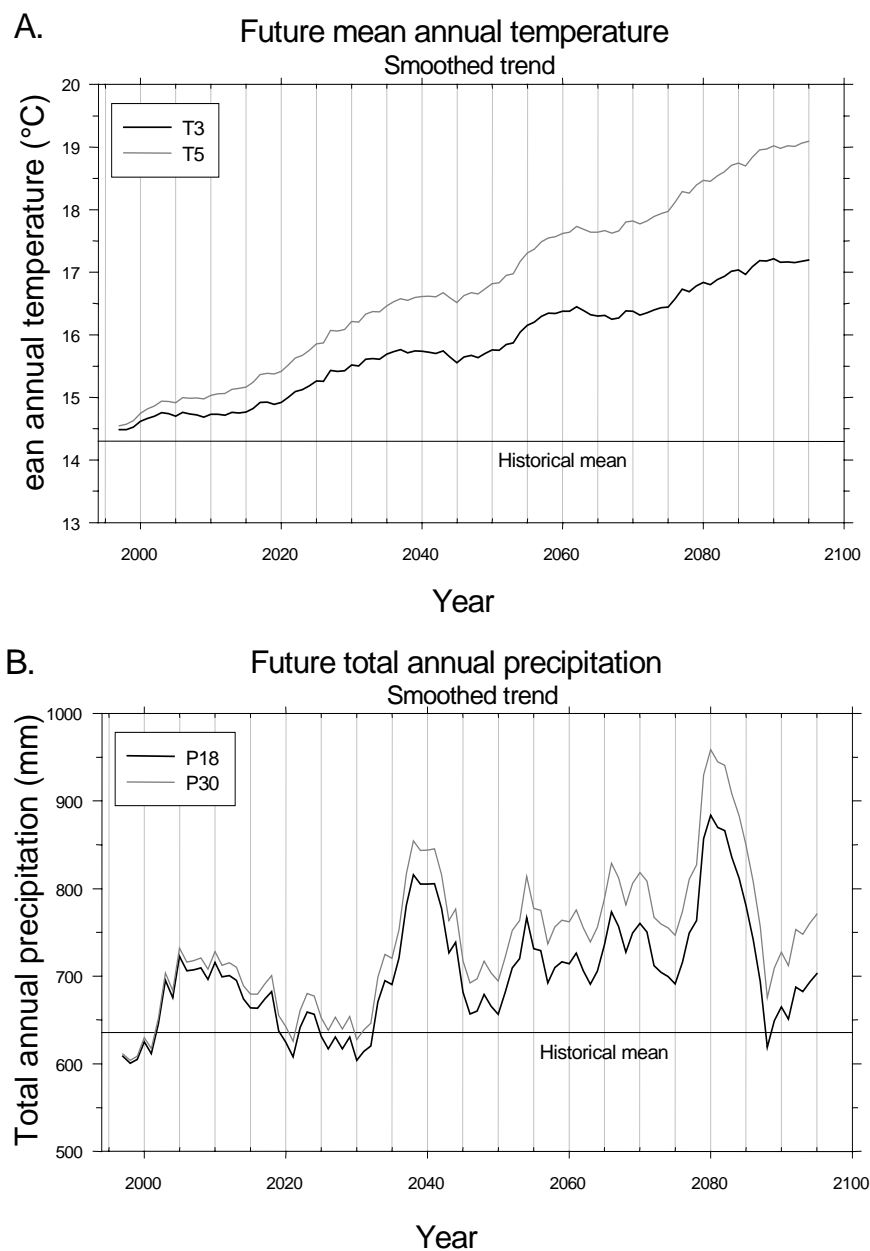 A.
Future mean annual temperature
Smoothed trend
20
19
18
17
16
15
14
13
ean annual temperature (°C)
T3
T5
Historical mean
2000 2020 2040 2060 2080 2100
Year
B.
Future total annual precipitation
Smoothed trend
1000
900
800
700
600
500
Total annual precipitation (mm)
P18
P30
Historical mean
2000 2020 2040 2060 2080 2100
Year